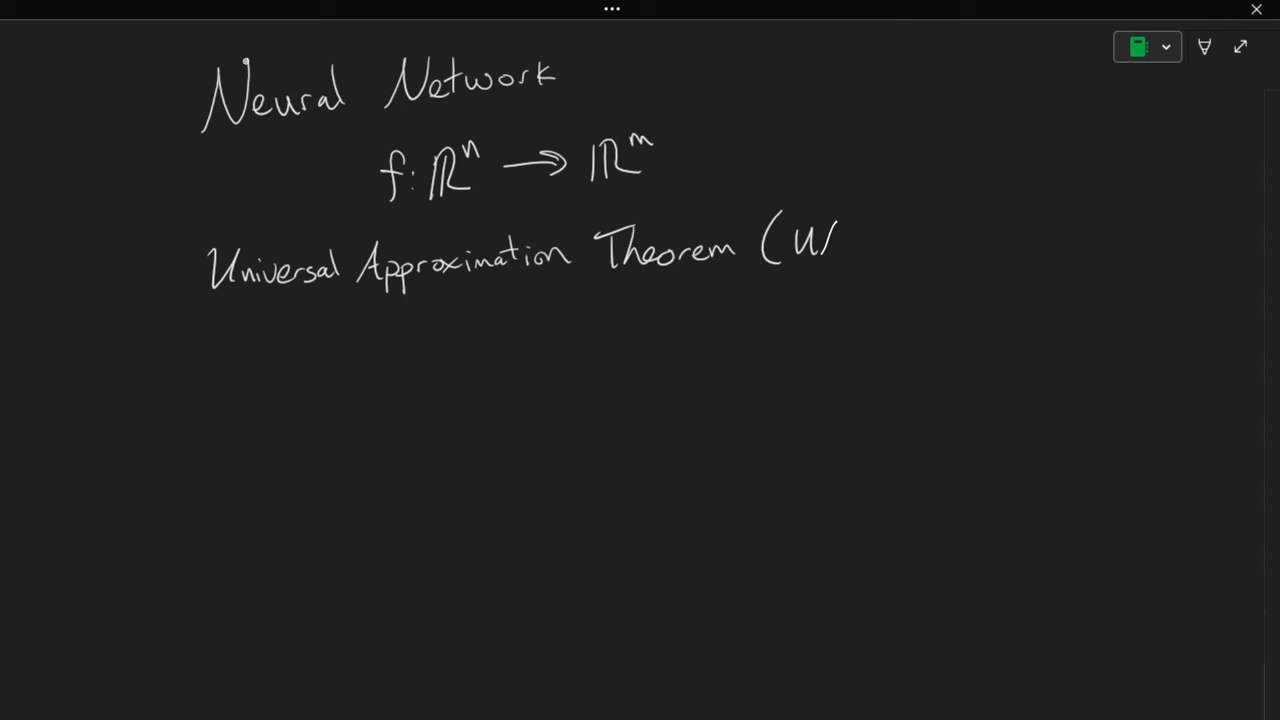 Neural Network
f: ℝⁿ → ℝᵐ
Universal Approximation Theorem (U